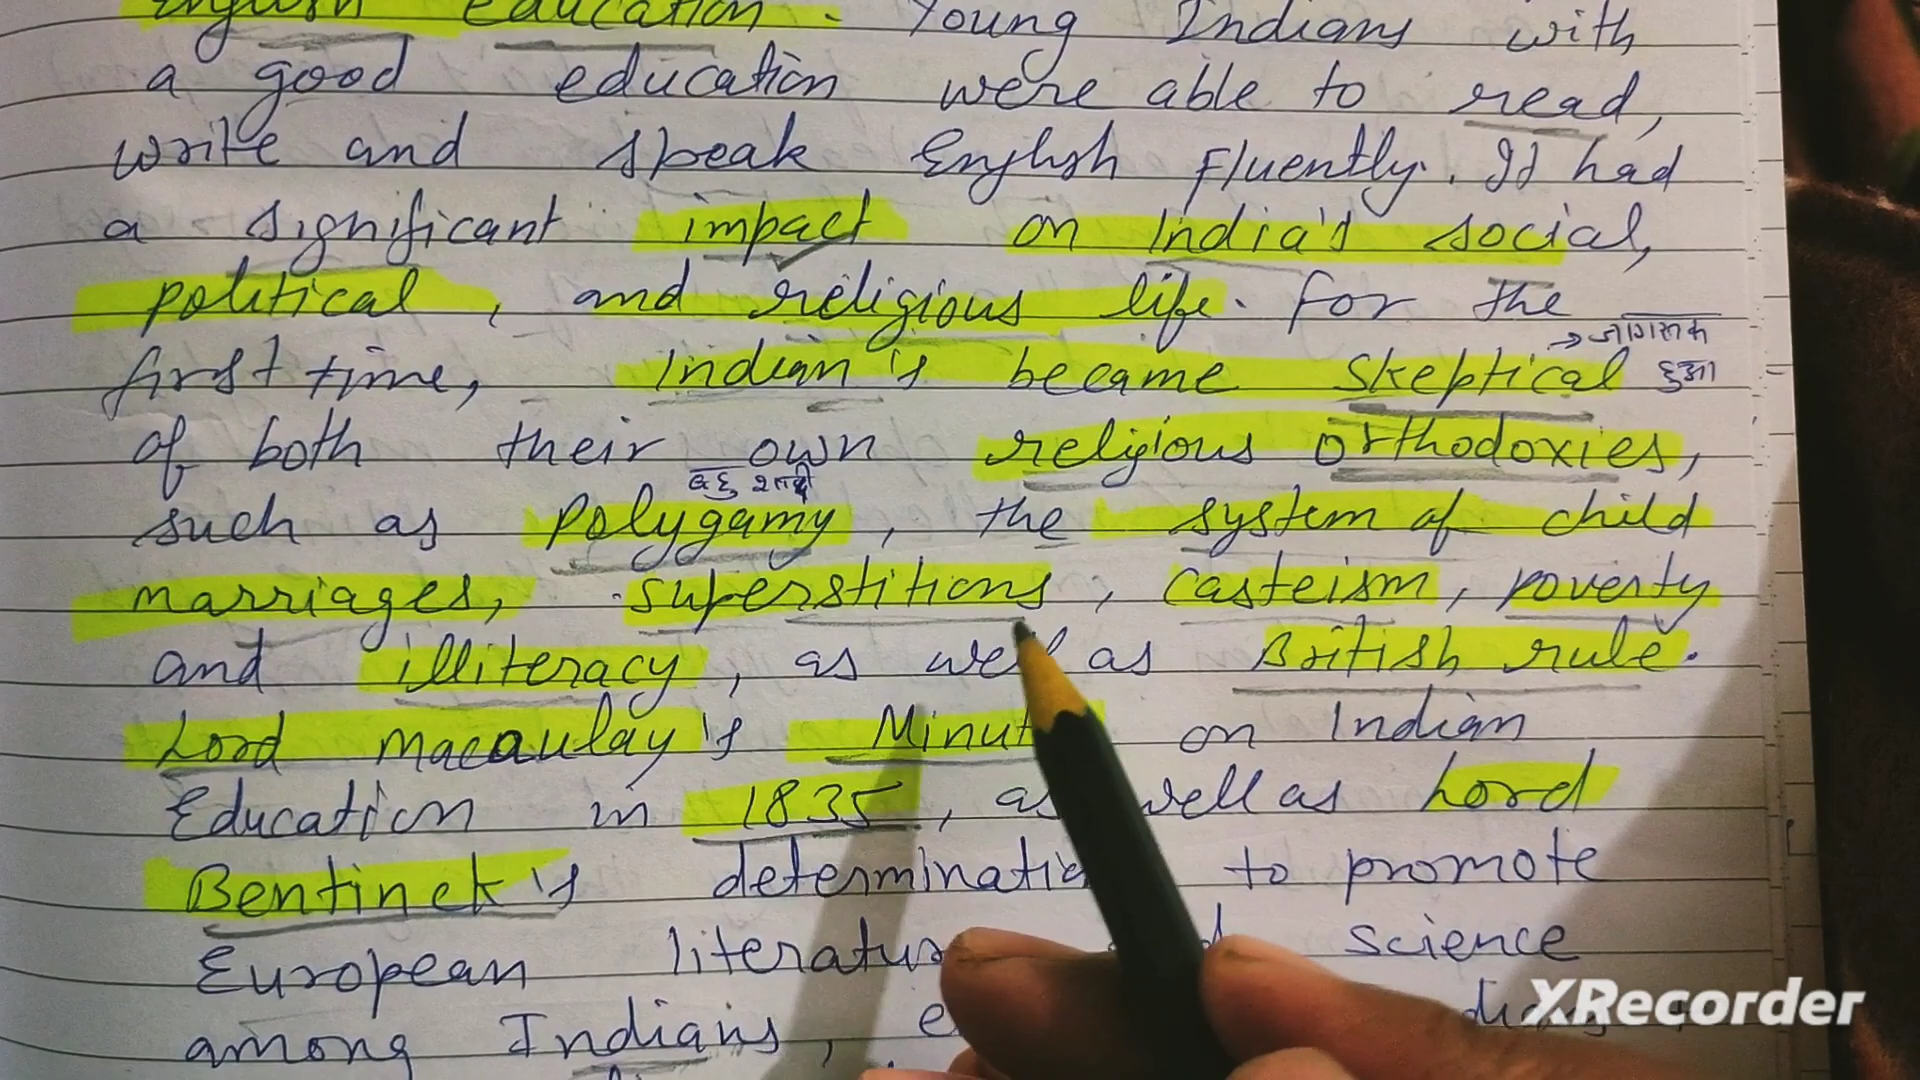 English Education. Young Indians with
a good education were able to read,
write and speak English Fluently. It had
a significant impact on India's social,
political, and religious life. For the
→ जागरूक
first time, Indian's became Skeptical हुआ
of both their own religious orthodoxies,
बहु शादी
such as polygamy, the system of child
marriages, superstitions, casteism, poverty
and illiteracy, as well as British rule.
Lord Macaulay's Minut on Indian
Education in 1835, as well as Lord
Bentinck's determination to promote
European literatur science
among Indians,
XRecorder